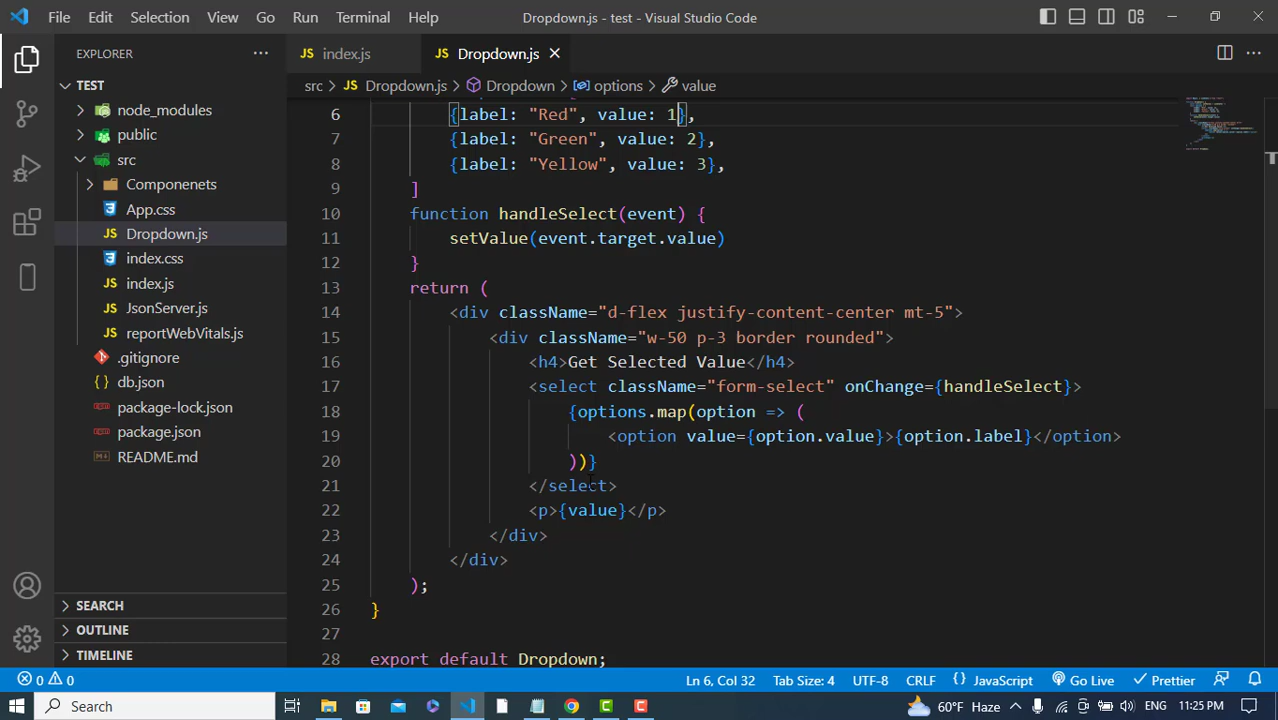 File Edit Selection View Go Run Terminal Help Dropdown.js - test - Visual Studio Code
EXPLORER
TEST
node_modules
public
src
Componenets
App.css
JS Dropdown.js
index.css
JS index.js
JS JsonServer.js
JS reportWebVitals.js
.gitignore
db.json
package-lock.json
package.json
README.md
SEARCH
OUTLINE
TIMELINE
JS index.js JS Dropdown.js
src > JS Dropdown.js > Dropdown > options > value
6 {label: "Red", value: 1},
7 {label: "Green", value: 2},
8 {label: "Yellow", value: 3},
9 ]
10 function handleSelect(event) {
11 setValue(event.target.value)
12 }
13 return (
14 <div className="d-flex justify-content-center mt-5">
15 <div className="w-50 p-3 border rounded">
16 <h4>Get Selected Value</h4>
17 <select className="form-select" onChange={handleSelect}>
18 {options.map(option => (
19 <option value={option.value}>{option.label}</option>
20 ))}
21 </select>
22 <p>{value}</p>
23 </div>
24 </div>
25 );
26 }
27
28 export default Dropdown;
0 0 Ln 6, Col 32 Tab Size: 4 UTF-8 CRLF {} JavaScript Go Live Prettier
Search 60°F Haze ENG 11:25 PM